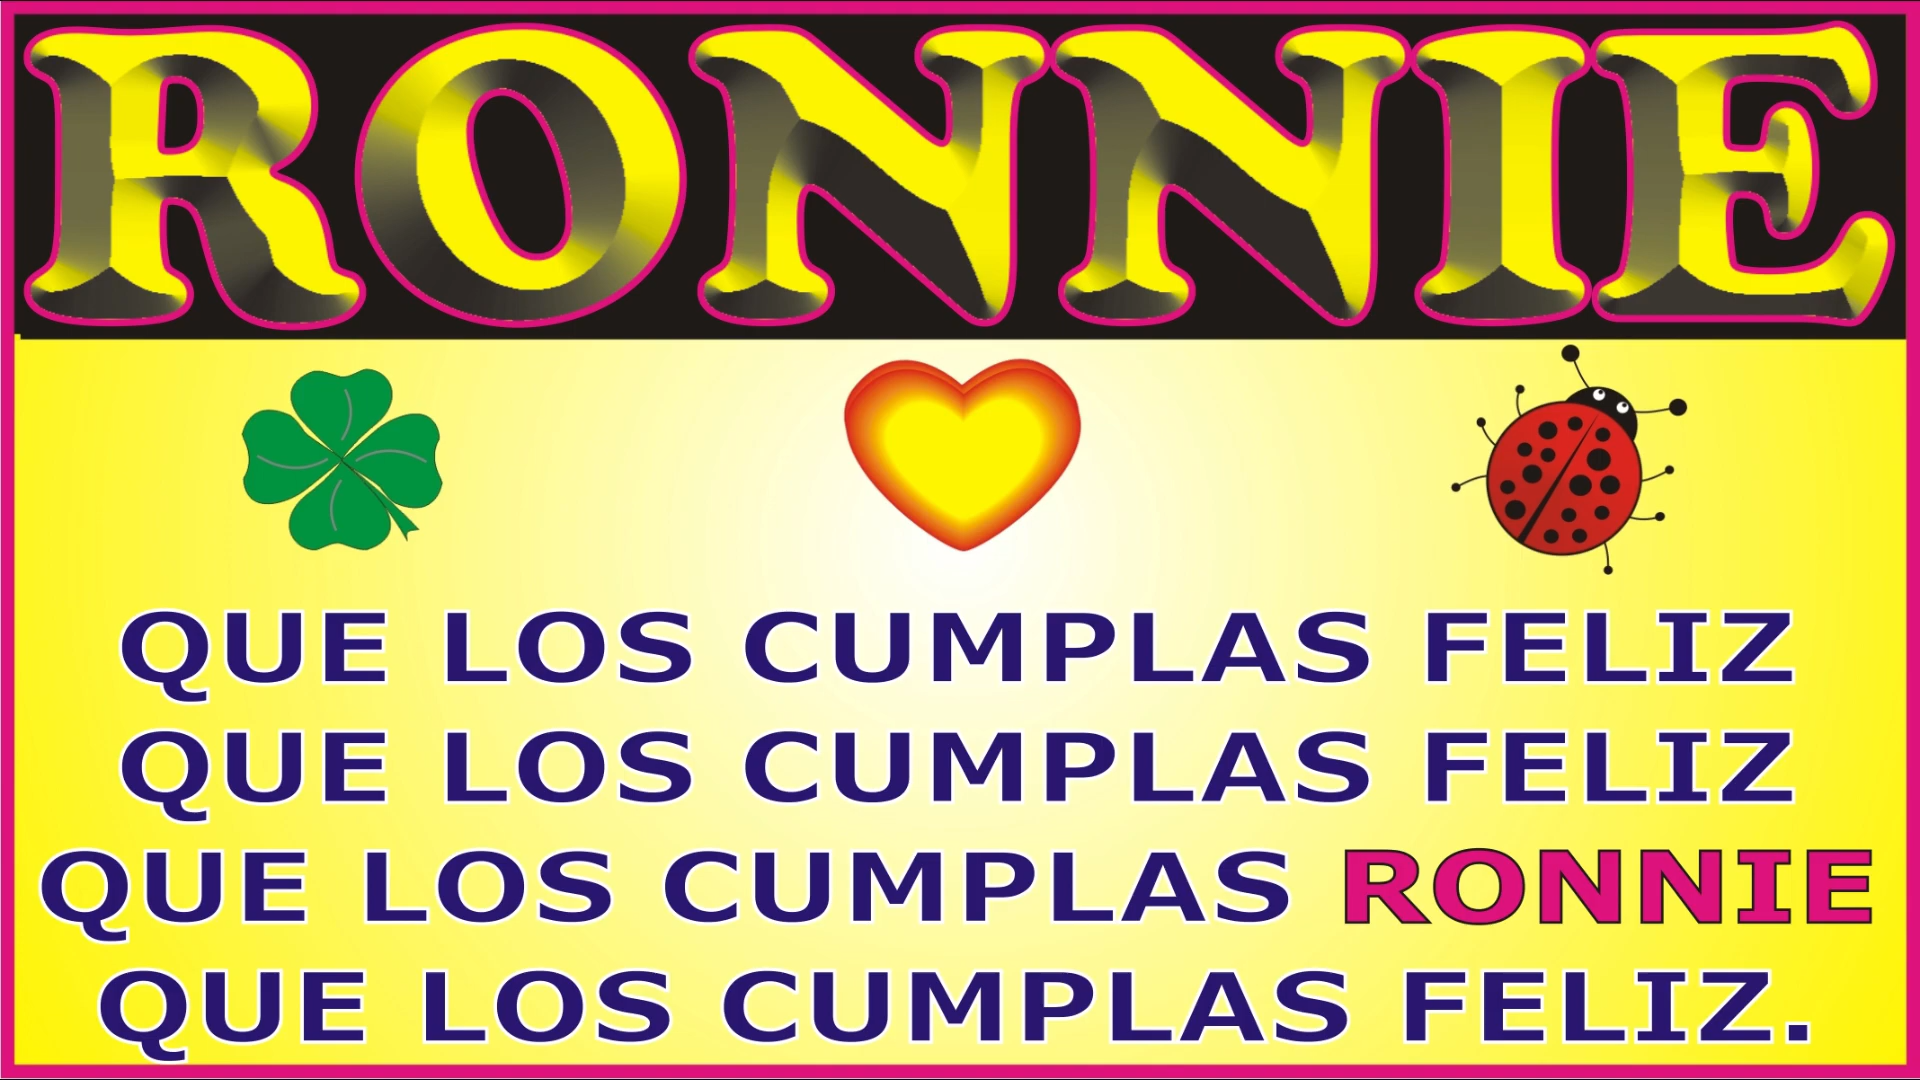 RONNIE
QUE LOS CUMPLAS FELIZ
QUE LOS CUMPLAS FELIZ
QUE LOS CUMPLAS RONNIE
QUE LOS CUMPLAS FELIZ.